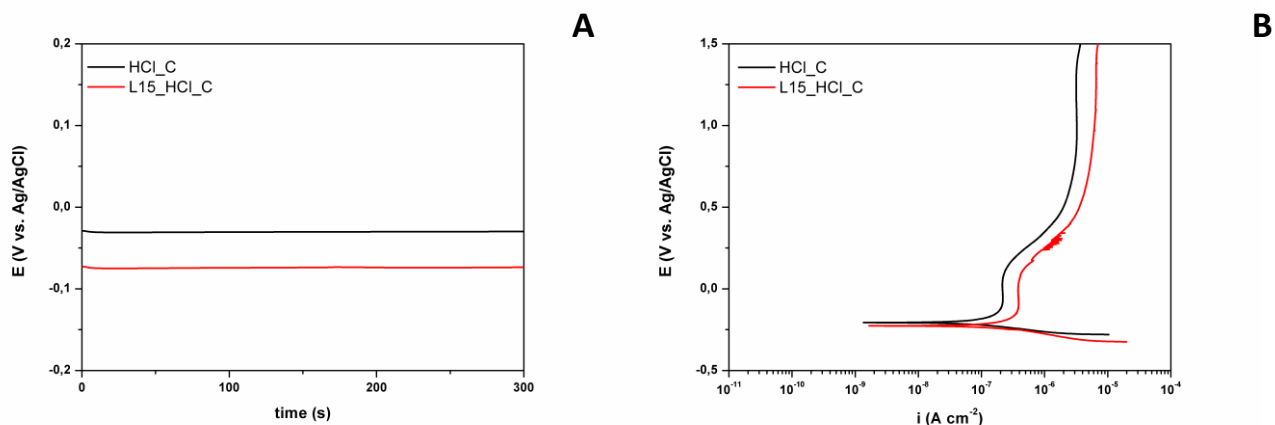 A
0,2
HCl_C
L15_HCl_C
0,1
0,0
-0,1
-0,2
E (V vs. Ag/AgCl)
0 100 200 300
time (s)
B
1,5
HCl_C
L15_HCl_C
1,0
0,5
0,0
-0,5
E (V vs. Ag/AgCl)
10⁻¹¹ 10⁻¹⁰ 10⁻⁹ 10⁻⁸ 10⁻⁷ 10⁻⁶ 10⁻⁵ 10⁻⁴
i (A cm⁻²)